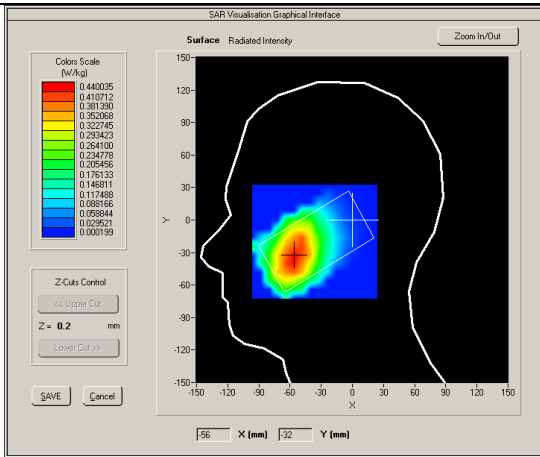 SAR Visualisation Graphical Interface
Surface Radiated Intensity
Zoom In/Out
Colors Scale
(W/kg)
0.440035
0.410712
0.381390
0.352068
0.322745
0.293423
0.264100
0.234778
0.205456
0.176133
0.146811
0.117488
0.088166
0.058844
0.029521
0.000199
Z-Cuts Control
<< Upper Cut
Z = 0.2 mm
Lower Cut >>
SAVE Cancel
150
120
90
60
30
0
-30
-60
-90
-120
-150
Y
-150 -120 -90 -60 -30 0 30 60 90 120 150
X
-56 X (mm) -32 Y (mm)